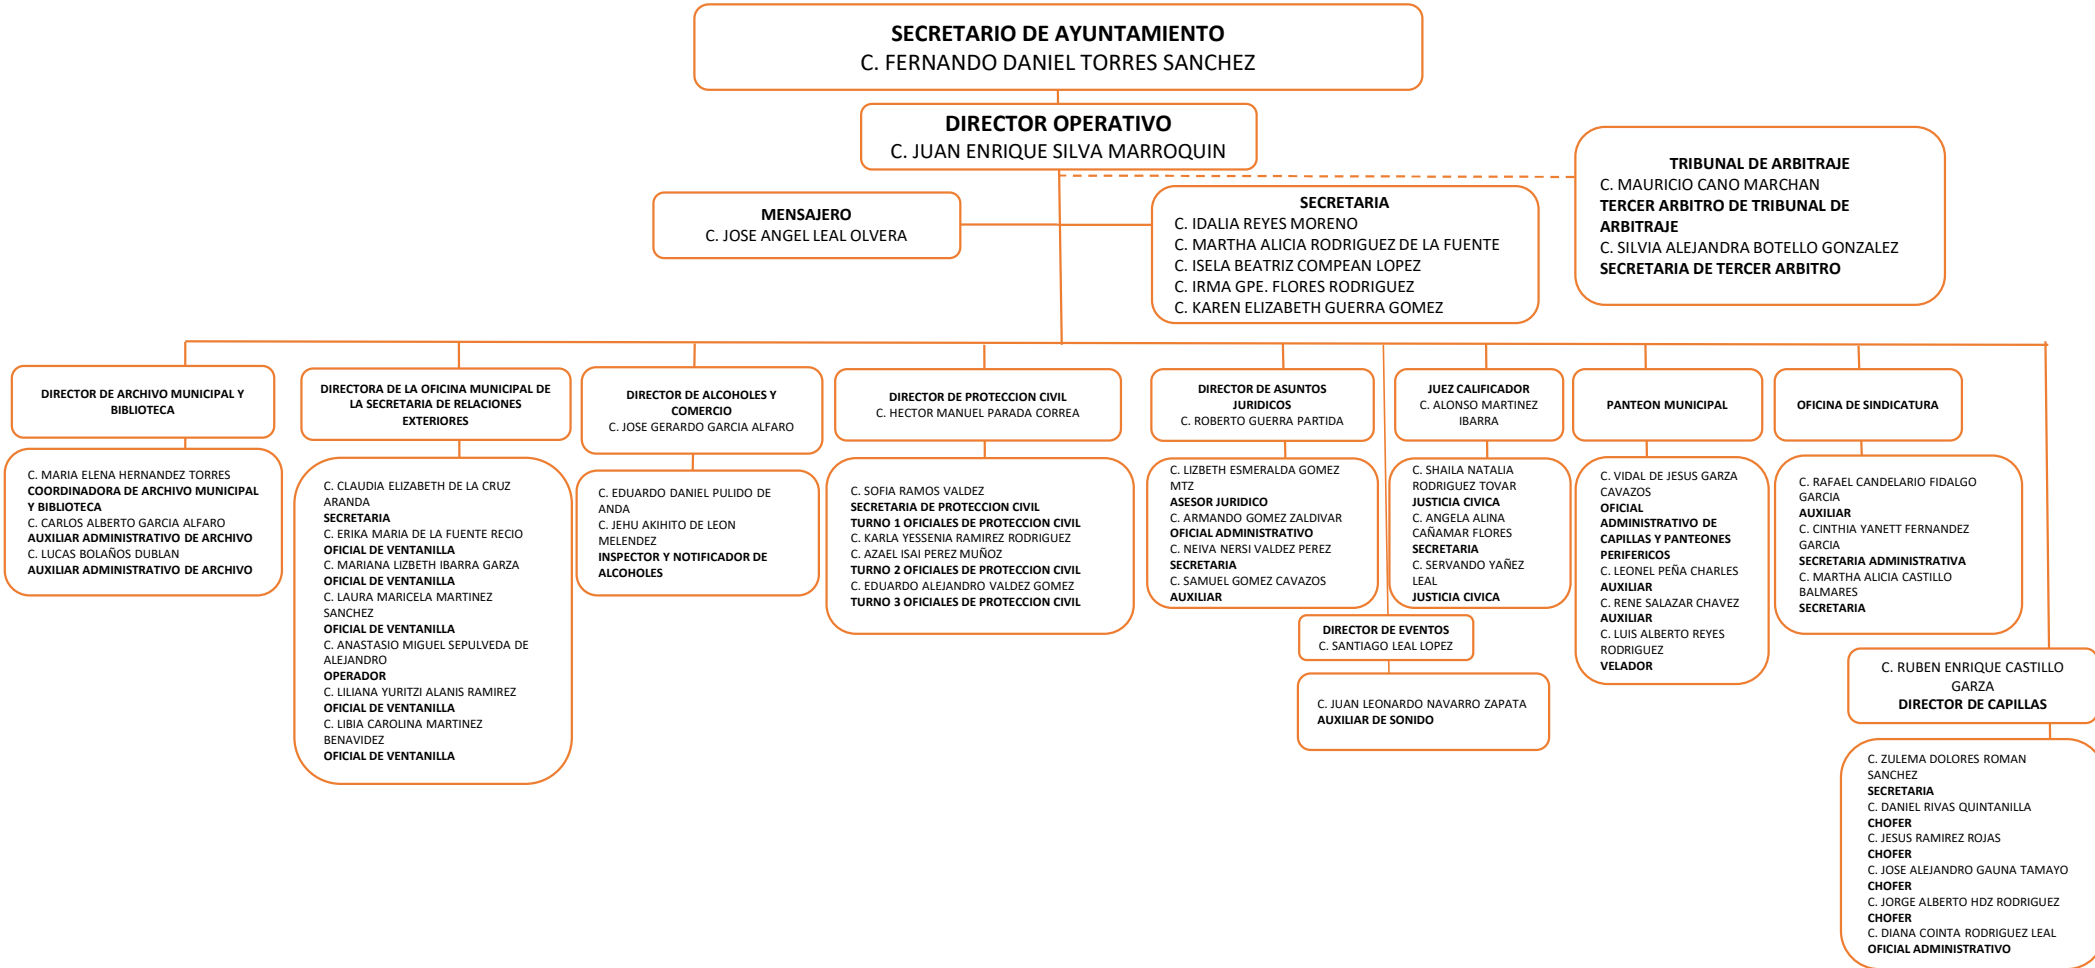 SECRETARIO DE AYUNTAMIENTO
C. FERNANDO DANIEL TORRES SANCHEZ
DIRECTOR OPERATIVO
C. JUAN ENRIQUE SILVA MARROQUIN
TRIBUNAL DE ARBITRAJE
C. MAURICIO CANO MARCHAN
TERCER ARBITRO DE TRIBUNAL DE
ARBITRAJE
C. SILVIA ALEJANDRA BOTELLO GONZALEZ
SECRETARIA DE TERCER ARBITRO
MENSAJERO
C. JOSE ANGEL LEAL OLVERA
SECRETARIA
C. IDALIA REYES MORENO
C. MARTHA ALICIA RODRIGUEZ DE LA FUENTE
C. ISELA BEATRIZ COMPEAN LOPEZ
C. IRMA GPE. FLORES RODRIGUEZ
C. KAREN ELIZABETH GUERRA GOMEZ
DIRECTOR DE ARCHIVO MUNICIPAL Y
BIBLIOTECA
C. MARIA ELENA HERNANDEZ TORRES
COORDINADORA DE ARCHIVO MUNICIPAL
Y BIBLIOTECA
C. CARLOS ALBERTO GARCIA ALFARO
AUXILIAR ADMINISTRATIVO DE ARCHIVO
C. LUCAS BOLAÑOS DUBLAN
AUXILIAR ADMINISTRATIVO DE ARCHIVO
DIRECTORA DE LA OFICINA MUNICIPAL DE
LA SECRETARIA DE RELACIONES
EXTERIORES
C. CLAUDIA ELIZABETH DE LA CRUZ
ARANDA
SECRETARIA
C. ERIKA MARIA DE LA FUENTE RECIO
OFICIAL DE VENTANILLA
C. MARIANA LIZBETH IBARRA GARZA
OFICIAL DE VENTANILLA
C. LAURA MARICELA MARTINEZ
SANCHEZ
OFICIAL DE VENTANILLA
C. ANASTASIO MIGUEL SEPULVEDA DE
ALEJANDRO
OPERADOR
C. LILIANA YURITZI ALANIS RAMIREZ
OFICIAL DE VENTANILLA
C. LIBIA CAROLINA MARTINEZ
BENAVIDEZ
OFICIAL DE VENTANILLA
DIRECTOR DE ALCOHOLES Y
COMERCIO
C. JOSE GERARDO GARCIA ALFARO
C. EDUARDO DANIEL PULIDO DE
ANDA
C. JEHU AKIHITO DE LEON
MELENDEZ
INSPECTOR Y NOTIFICADOR DE
ALCOHOLES
DIRECTOR DE PROTECCION CIVIL
C. HECTOR MANUEL PARADA CORREA
C. SOFIA RAMOS VALDEZ
SECRETARIA DE PROTECCION CIVIL
TURNO 1 OFICIALES DE PROTECCION CIVIL
C. KARLA YESSENIA RAMIREZ RODRIGUEZ
C. AZAEL ISAI PEREZ MUÑOZ
TURNO 2 OFICIALES DE PROTECCION CIVIL
C. EDUARDO ALEJANDRO VALDEZ GOMEZ
TURNO 3 OFICIALES DE PROTECCION CIVIL
DIRECTOR DE ASUNTOS
JURIDICOS
C. ROBERTO GUERRA PARTIDA
C. LIZBETH ESMERALDA GOMEZ
MTZ
ASESOR JURIDICO
C. ARMANDO GOMEZ ZALDIVAR
OFICIAL ADMINISTRATIVO
C. NEIVA NERSI VALDEZ PEREZ
SECRETARIA
C. SAMUEL GOMEZ CAVAZOS
AUXILIAR
DIRECTOR DE EVENTOS
C. SANTIAGO LEAL LOPEZ
C. JUAN LEONARDO NAVARRO ZAPATA
AUXILIAR DE SONIDO
JUEZ CALIFICADOR
C. ALONSO MARTINEZ
IBARRA
C. SHAILA NATALIA
RODRIGUEZ TOVAR
JUSTICIA CIVICA
C. ANGELA ALINA
CAÑAMAR FLORES
SECRETARIA
C. SERVANDO YAÑEZ
LEAL
JUSTICIA CIVICA
PANTEON MUNICIPAL
C. VIDAL DE JESUS GARZA
CAVAZOS
OFICIAL
ADMINISTRATIVO DE
CAPILLAS Y PANTEONES
PERIFERICOS
C. LEONEL PEÑA CHARLES
AUXILIAR
C. RENE SALAZAR CHAVEZ
AUXILIAR
C. LUIS ALBERTO REYES
RODRIGUEZ
VELADOR
OFICINA DE SINDICATURA
C. RAFAEL CANDELARIO FIDALGO
GARCIA
AUXILIAR
C. CINTHIA YANETT FERNANDEZ
GARCIA
SECRETARIA ADMINISTRATIVA
C. MARTHA ALICIA CASTILLO
BALMARES
SECRETARIA
C. RUBEN ENRIQUE CASTILLO
GARZA
DIRECTOR DE CAPILLAS
C. ZULEMA DOLORES ROMAN
SANCHEZ
SECRETARIA
C. DANIEL RIVAS QUINTANILLA
CHOFER
C. JESUS RAMIREZ ROJAS
CHOFER
C. JOSE ALEJANDRO GAUNA TAMAYO
CHOFER
C. JORGE ALBERTO HDZ RODRIGUEZ
CHOFER
C. DIANA COINTA RODRIGUEZ LEAL
OFICIAL ADMINISTRATIVO